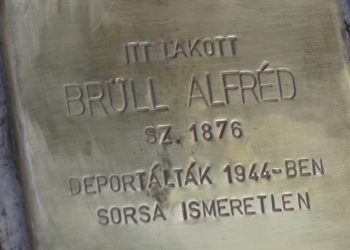 ITT LAKOTT
BRÜLL ALFRÉD
SZ. 1876
DEPORTÁLTÁK 1944-BEN
SORSA ISMERETLEN